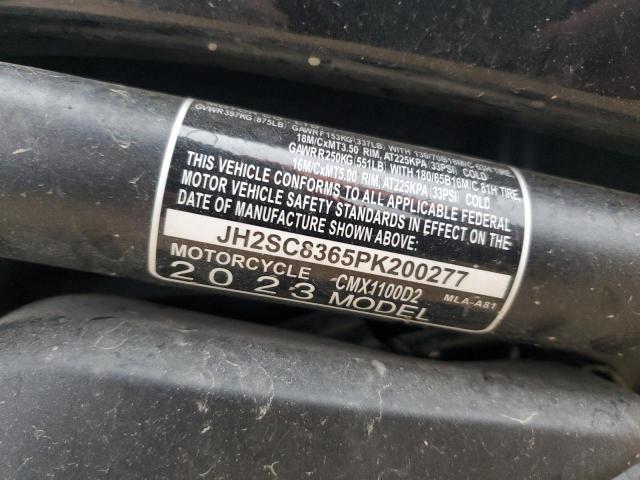 GVWR397KG (875LB) GAWR F 153KG (337LB) WITH 130/70B18M/C 63H TIRE,
18M/CxMT3.50 RIM, AT225KPA (33PSI) COLD
GAWR R250KG (551LB) WITH 180/65B16M/C 81H TIRE,
16M/CxMT5.00 RIM, AT225KPA (33PSI) COLD
THIS VEHICLE CONFORMS TO ALL APPLICABLE FEDERAL
MOTOR VEHICLE SAFETY STANDARDS IN EFFECT ON THE
DATE OF MANUFACTURE SHOWN ABOVE:
JH2SC8365PK200277
MOTORCYCLE CMX1100D2
2023 MODEL MLA-A81